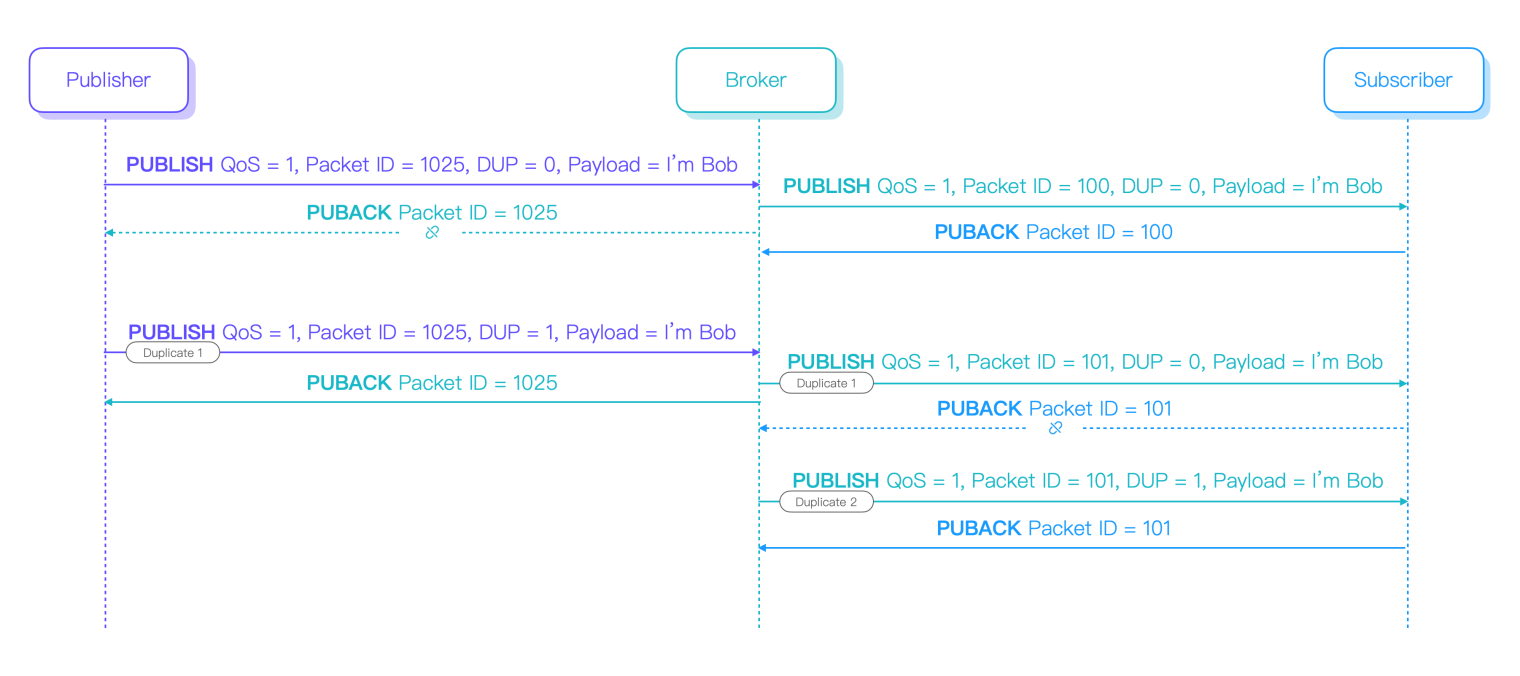 Publisher
Broker
Subscriber
PUBLISH QoS = 1, Packet ID = 1025, DUP = 0, Payload = I’m Bob
PUBLISH QoS = 1, Packet ID = 100, DUP = 0, Payload = I’m Bob
PUBACK Packet ID = 1025
PUBACK Packet ID = 100
PUBLISH QoS = 1, Packet ID = 1025, DUP = 1, Payload = I’m Bob
Duplicate 1
PUBLISH QoS = 1, Packet ID = 101, DUP = 0, Payload = I’m Bob
Duplicate 1
PUBACK Packet ID = 1025
PUBACK Packet ID = 101
PUBLISH QoS = 1, Packet ID = 101, DUP = 1, Payload = I’m Bob
Duplicate 2
PUBACK Packet ID = 101